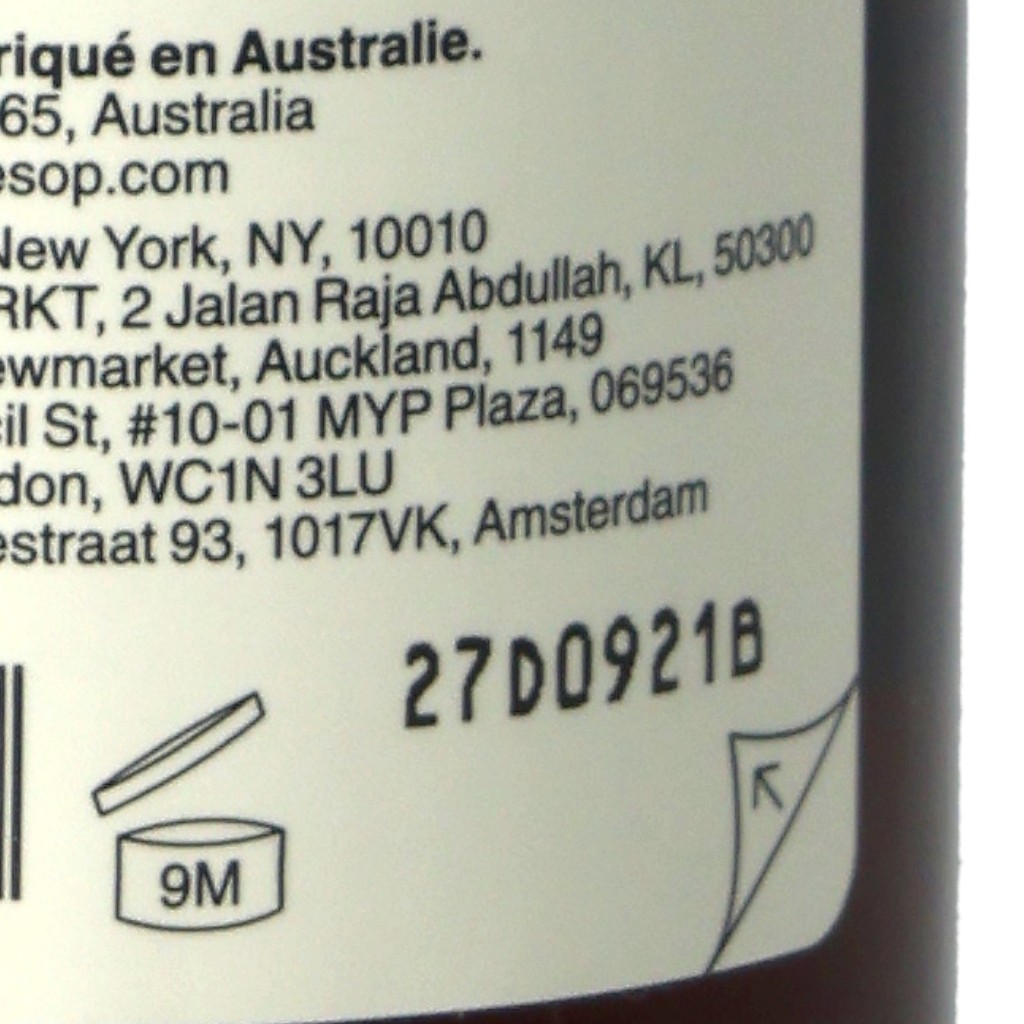 riqué en Australie.
65, Australia
esop.com
New York, NY, 10010
RKT, 2 Jalan Raja Abdullah, KL, 50300
ewmarket, Auckland, 1149
cil St, #10-01 MYP Plaza, 069536
don, WC1N 3LU
estraat 93, 1017VK, Amsterdam
27D0921B
9M